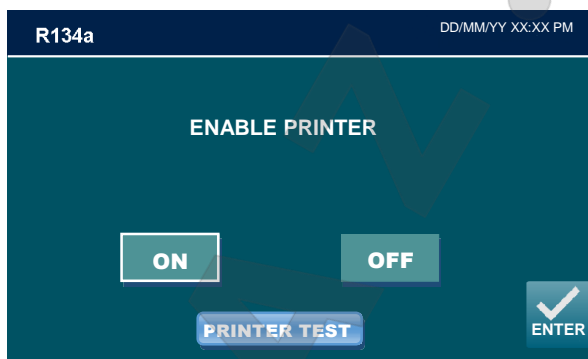 R134a
DD/MM/YY XX:XX PM
ENABLE PRINTER
ON
OFF
PRINTER TEST
ENTER